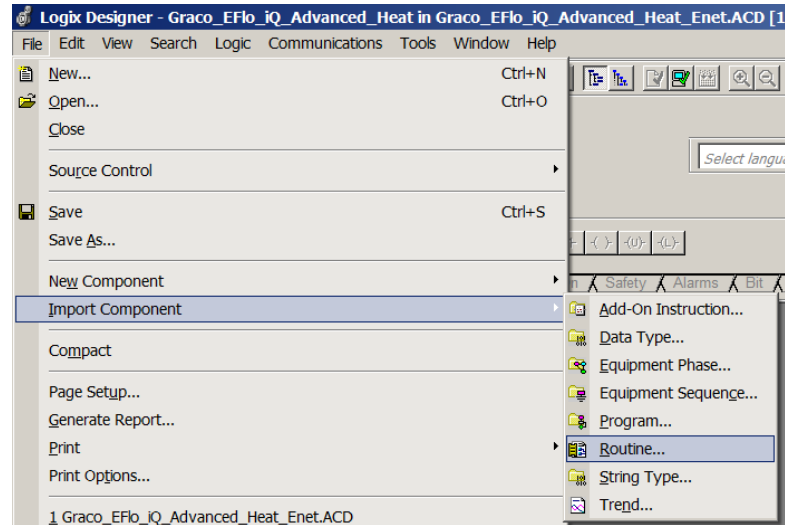 Logix Designer - Graco_EFlo_iQ_Advanced_Heat in Graco_EFlo_iQ_Advanced_Heat_Enet.ACD [1
File Edit View Search Logic Communications Tools Window Help
New... Ctrl+N
Open... Ctrl+O
Close
Select langua
Source Control
Save Ctrl+S
Save As...
New Component
Safety Alarms Bit
Import Component
Add-On Instruction...
Data Type...
Compact
Equipment Phase...
Page Setup...
Equipment Sequence...
Generate Report...
Program...
Print
Routine...
Print Options...
String Type...
1 Graco_EFlo_iQ_Advanced_Heat_Enet.ACD
Trend...